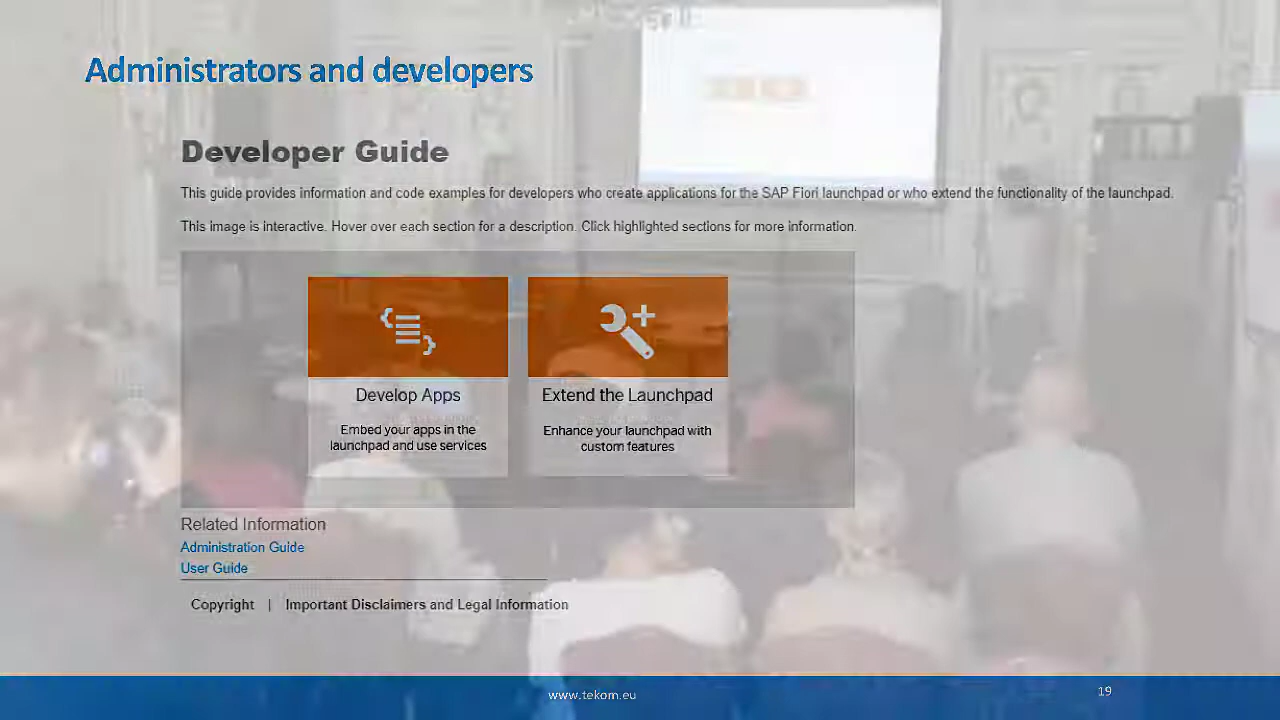 Administrators and developers
Developer Guide
This guide provides information and code examples for developers who create applications for the SAP Fiori launchpad or who extend the functionality of the launchpad.
This image is interactive. Hover over each section for a description. Click highlighted sections for more information.
Develop Apps
Embed your apps in the
launchpad and use services
Extend the Launchpad
Enhance your launchpad with
custom features
Related Information
Administration Guide
User Guide
Copyright | Important Disclaimers and Legal Information
www.tekom.eu
19